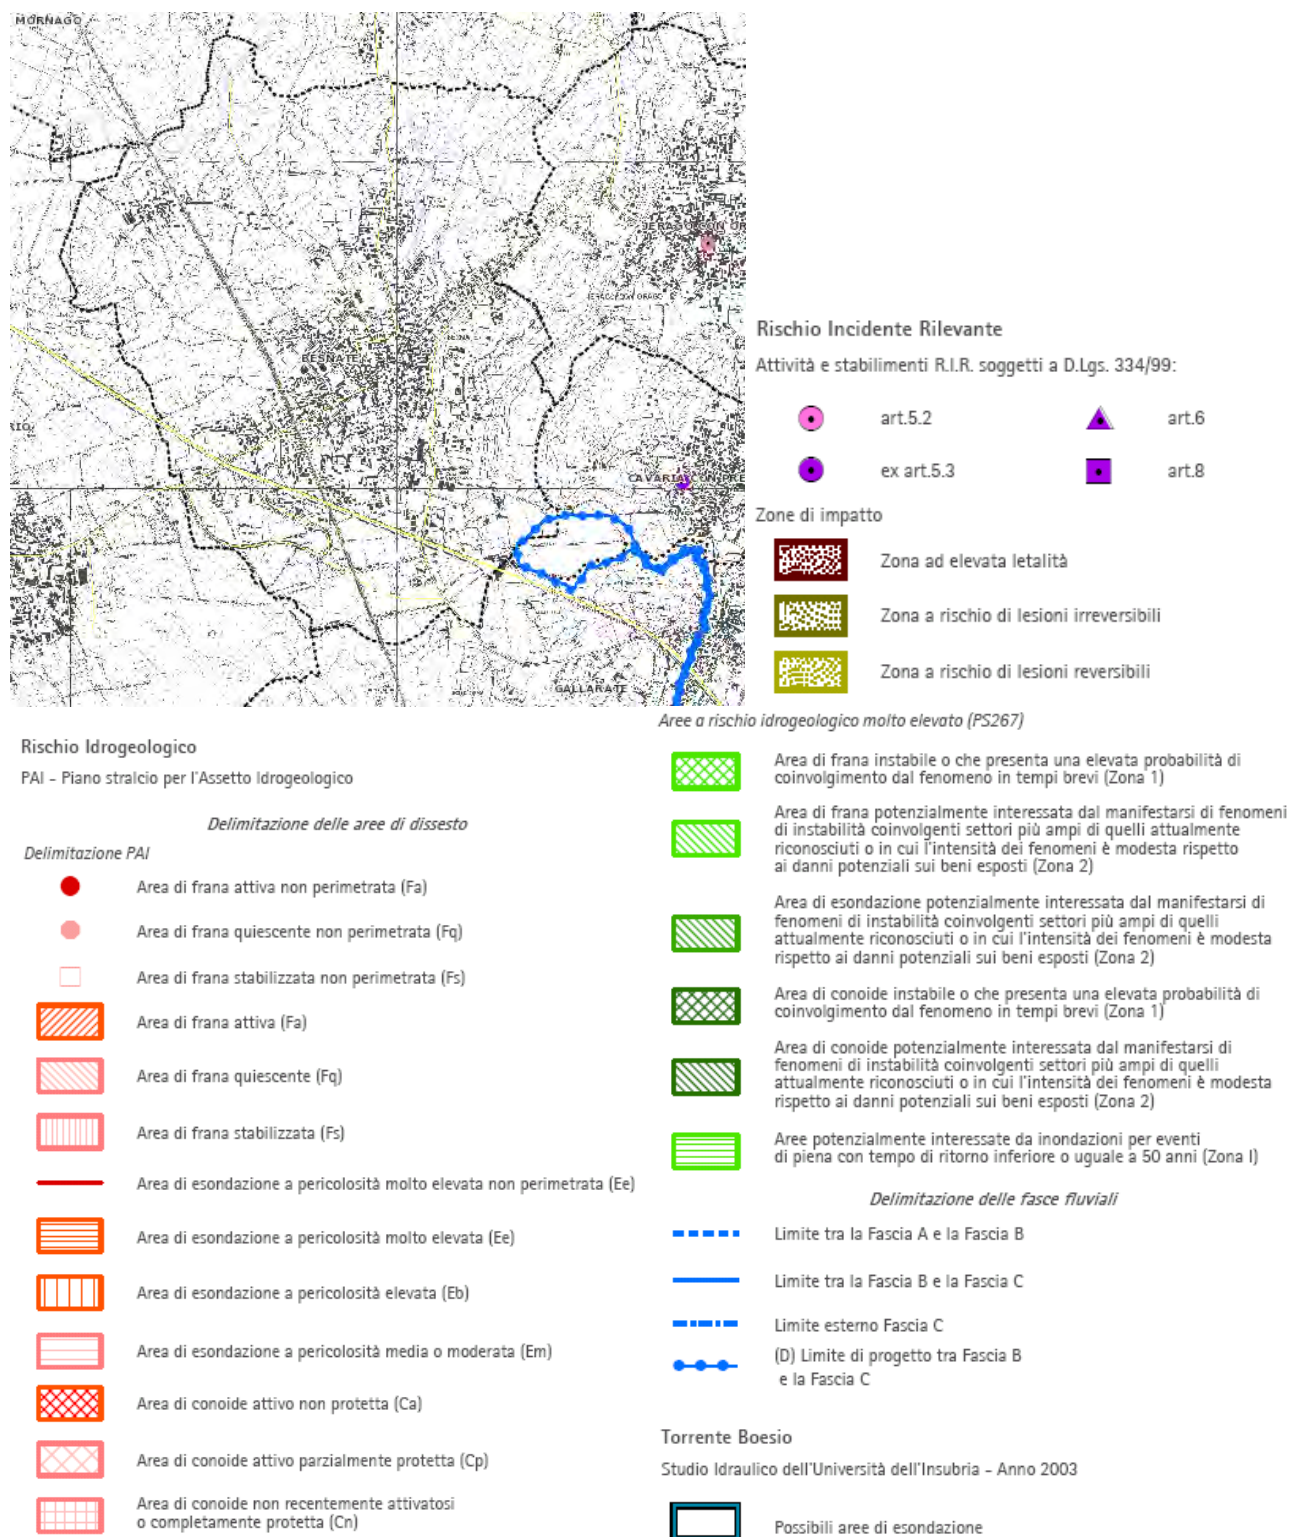 MORNAGO
JERAGO CON OR
JERAGO CON ORAGO
BESNATE
RIO
CAVARIA CON PRE
GALLARATE
Rischio Incidente Rilevante
Attività e stabilimenti R.I.R. soggetti a D.Lgs. 334/99:
art.5.2
art.6
ex art.5.3
art.8
Zone di impatto
Zona ad elevata letalità
Zona a rischio di lesioni irreversibili
Zona a rischio di lesioni reversibili
Rischio Idrogeologico
PAI - Piano stralcio per l'Assetto Idrogeologico
Delimitazione delle aree di dissesto
Delimitazione PAI
Area di frana attiva non perimetrata (Fa)
Area di frana quiescente non perimetrata (Fq)
Area di frana stabilizzata non perimetrata (Fs)
Area di frana attiva (Fa)
Area di frana quiescente (Fq)
Area di frana stabilizzata (Fs)
Area di esondazione a pericolosità molto elevata non perimetrata (Ee)
Area di esondazione a pericolosità molto elevata (Ee)
Area di esondazione a pericolosità elevata (Eb)
Area di esondazione a pericolosità media o moderata (Em)
Area di conoide attivo non protetta (Ca)
Area di conoide attivo parzialmente protetta (Cp)
Area di conoide non recentemente attivatosi
o completamente protetta (Cn)
Aree a rischio idrogeologico molto elevato (PS267)
Area di frana instabile o che presenta una elevata probabilità di
coinvolgimento dal fenomeno in tempi brevi (Zona 1)
Area di frana potenzialmente interessata dal manifestarsi di fenomeni
di instabilità coinvolgenti settori più ampi di quelli attualmente
riconosciuti o in cui l'intensità dei fenomeni è modesta rispetto
ai danni potenziali sui beni esposti (Zona 2)
Area di esondazione potenzialmente interessata dal manifestarsi di
fenomeni di instabilità coinvolgenti settori più ampi di quelli
attualmente riconosciuti o in cui l'intensità dei fenomeni è modesta
rispetto ai danni potenziali sui beni esposti (Zona 2)
Area di conoide instabile o che presenta una elevata probabilità di
coinvolgimento dal fenomeno in tempi brevi (Zona 1)
Area di conoide potenzialmente interessata dal manifestarsi di
fenomeni di instabilità coinvolgenti settori più ampi di quelli
attualmente riconosciuti o in cui l'intensità dei fenomeni è modesta
rispetto ai danni potenziali sui beni esposti (Zona 2)
Aree potenzialmente interessate da inondazioni per eventi
di piena con tempo di ritorno inferiore o uguale a 50 anni (Zona I)
Delimitazione delle fasce fluviali
Limite tra la Fascia A e la Fascia B
Limite tra la Fascia B e la Fascia C
Limite esterno Fascia C
(D) Limite di progetto tra Fascia B
e la Fascia C
Torrente Boesio
Studio Idraulico dell'Università dell'Insubria - Anno 2003
Possibili aree di esondazione